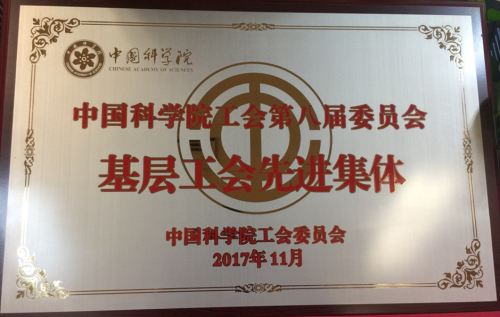 中国科学院
CHINESE ACADEMY OF SCIENCES
中国科学院工会第八届委员会
基层工会先进集体
中国科学院工会委员会
2017年11月